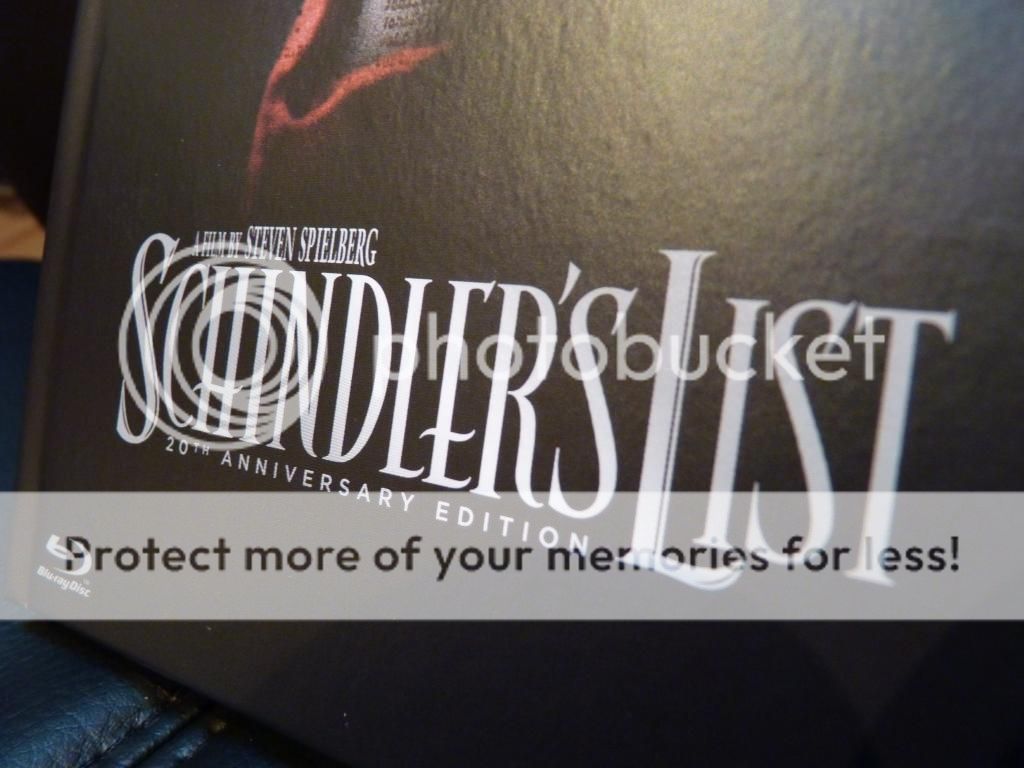 A FILM BY STEVEN SPIELBERG
SCHINDLER'S LIST
photobucket
20TH ANNIVERSARY EDITION
Protect more of your memories for less!
Blu-ray Disc™